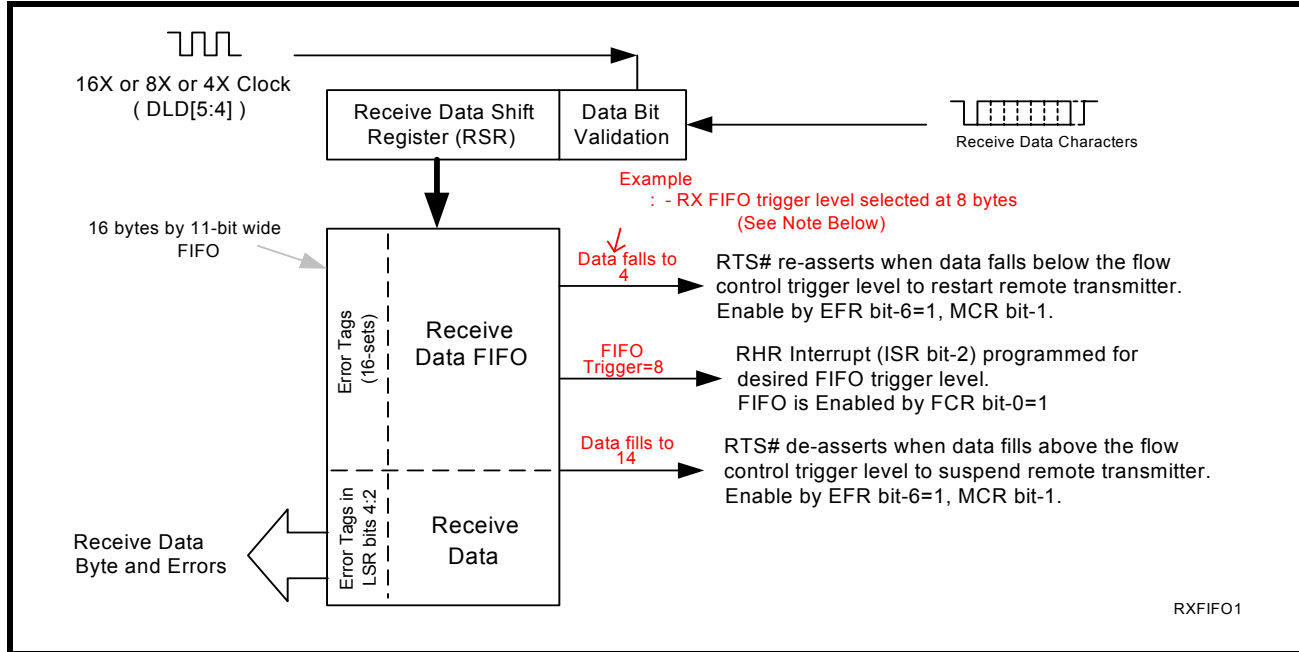 16X or 8X or 4X Clock
( DLD[5:4] )
Receive Data Shift
Register (RSR)
Data Bit
Validation
Receive Data Characters
Example
: - RX FIFO trigger level selected at 8 bytes
(See Note Below)
16 bytes by 11-bit wide
FIFO
Data falls to
4
RTS# re-asserts when data falls below the flow
control trigger level to restart remote transmitter.
Enable by EFR bit-6=1, MCR bit-1.
Error Tags
(16-sets)
Receive
Data FIFO
FIFO
Trigger=8
RHR Interrupt (ISR bit-2) programmed for
desired FIFO trigger level.
FIFO is Enabled by FCR bit-0=1
Data fills to
14
RTS# de-asserts when data fills above the flow
control trigger level to suspend remote transmitter.
Enable by EFR bit-6=1, MCR bit-1.
Error Tags in
LSR bits 4:2
Receive
Data
Receive Data
Byte and Errors
RXFIFO1